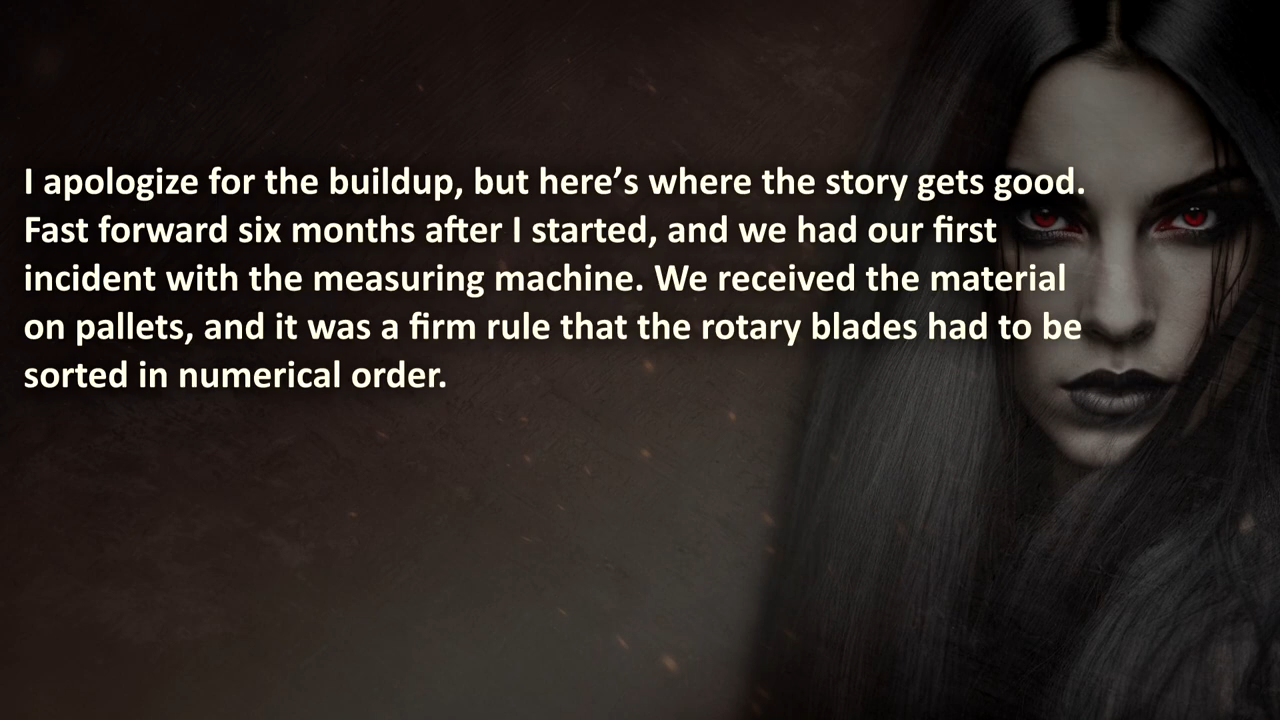 I apologize for the buildup, but here’s where the story gets good.
Fast forward six months after I started, and we had our first
incident with the measuring machine. We received the material
on pallets, and it was a firm rule that the rotary blades had to be
sorted in numerical order.